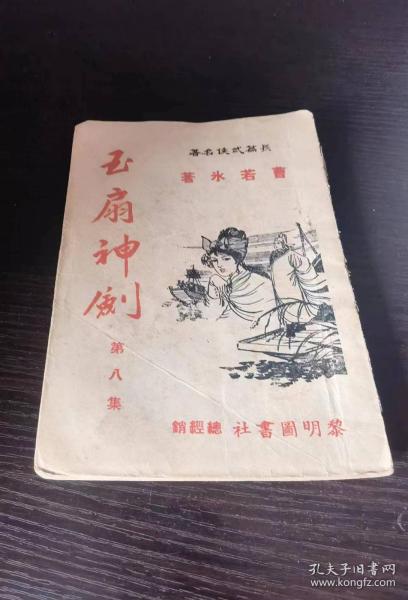 長篇武俠名著
曹若冰著
玉扇神劍
第八集
黎明圖書社 總經銷
孔夫子旧书网
www.kongfz.com